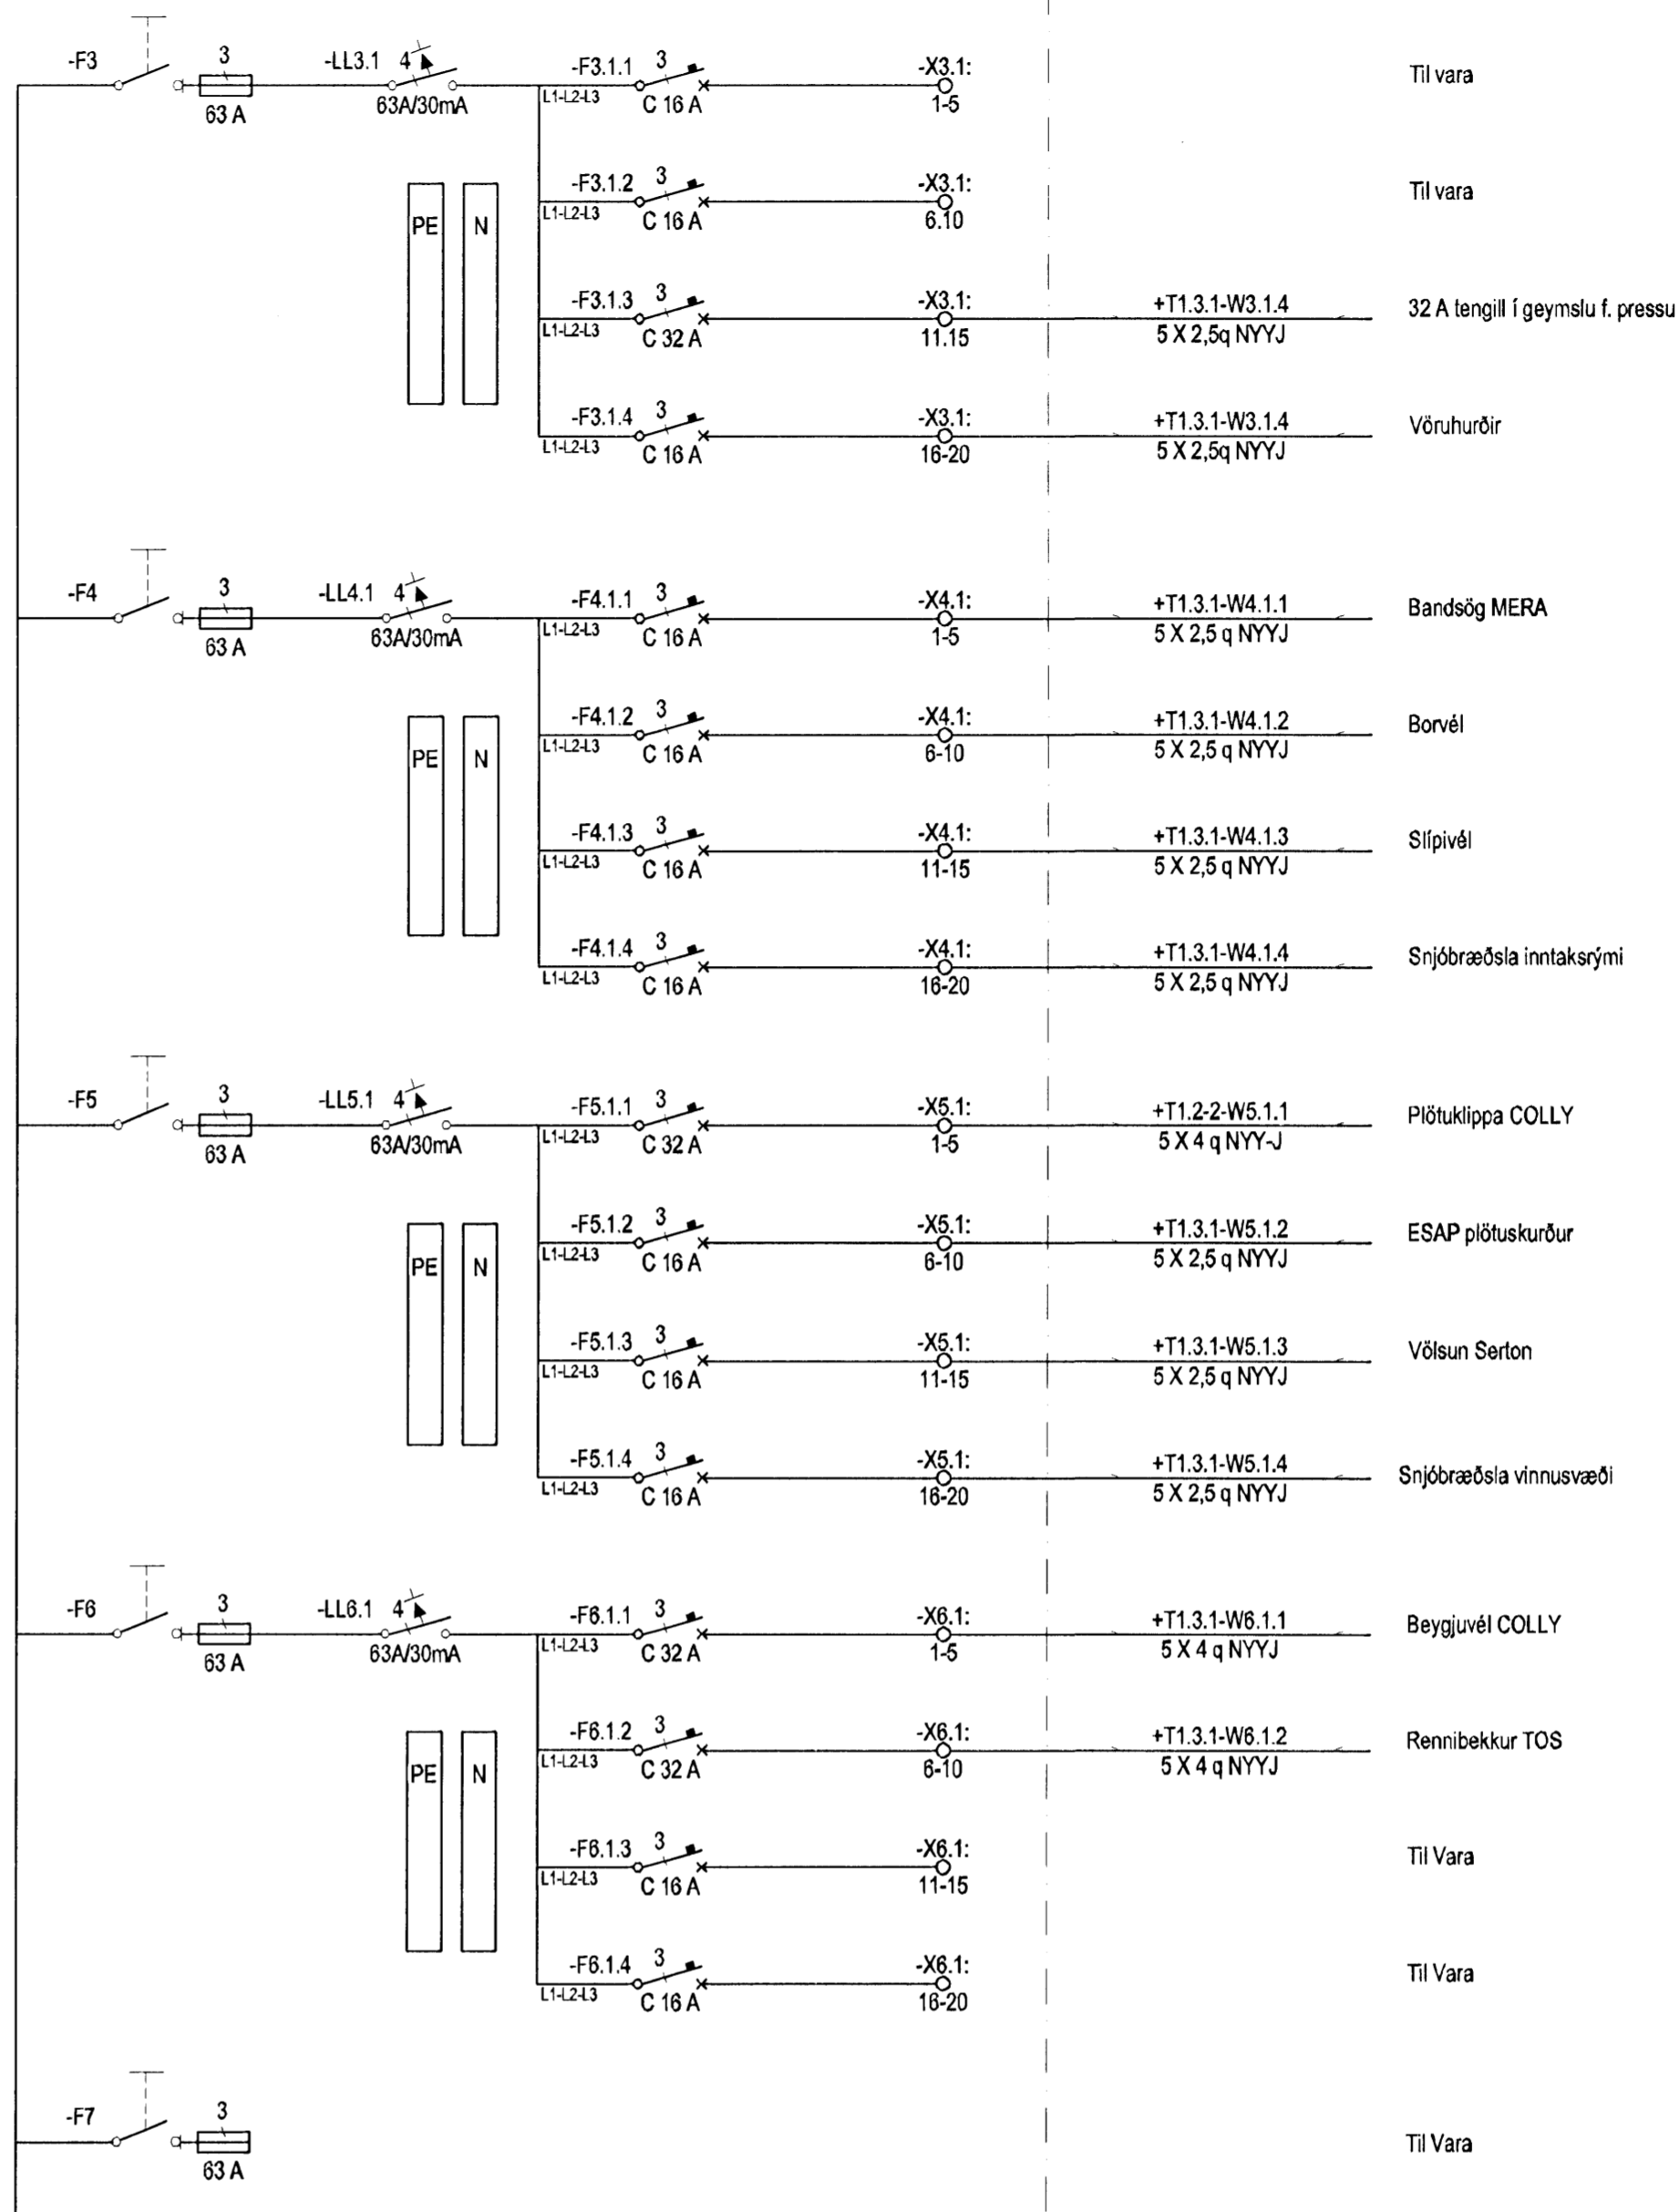 -F3
3
63 A
-LL3.1
4
63A/30mA
-F3.1.1
3
L1-L2-L3
C 16 A
-X3.1:
1-5
Til vara
-F3.1.2
3
L1-L2-L3
C 16 A
-X3.1:
6.10
Til vara
PE
N
-F3.1.3
3
L1-L2-L3
C 32 A
-X3.1:
11.15
+T1.3.1-W3.1.4
5 X 2,5q NYYJ
32 A tengill í geymslu f. pressu
-F3.1.4
3
L1-L2-L3
C 16 A
-X3.1:
16-20
+T1.3.1-W3.1.4
5 X 2,5q NYYJ
Vöruhurðir
-F4
3
63 A
-LL4.1
4
63A/30mA
-F4.1.1
3
L1-L2-L3
C 16 A
-X4.1:
1-5
+T1.3.1-W4.1.1
5 X 2,5 q NYYJ
Bandsög MERA
-F4.1.2
3
L1-L2-L3
C 16 A
-X4.1:
6-10
+T1.3.1-W4.1.2
5 X 2,5 q NYYJ
Borvél
PE
N
-F4.1.3
3
L1-L2-L3
C 16 A
-X4.1:
11-15
+T1.3.1-W4.1.3
5 X 2,5 q NYYJ
Slípivél
-F4.1.4
3
L1-L2-L3
C 16 A
-X4.1:
16-20
+T1.3.1-W4.1.4
5 X 2,5 q NYYJ
Snjóbræðsla inntaksrými
-F5
3
63 A
-LL5.1
4
63A/30mA
-F5.1.1
3
L1-L2-L3
C 32 A
-X5.1:
1-5
+T1.2-2-W5.1.1
5 X 4 q NYY-J
Plötuklippa COLLY
-F5.1.2
3
L1-L2-L3
C 16 A
-X5.1:
6-10
+T1.3.1-W5.1.2
5 X 2,5 q NYYJ
ESAP plötuskurður
PE
N
-F5.1.3
3
L1-L2-L3
C 16 A
-X5.1:
11-15
+T1.3.1-W5.1.3
5 X 2,5 q NYYJ
Völsun Serton
-F5.1.4
3
L1-L2-L3
C 16 A
-X5.1:
16-20
+T1.3.1-W5.1.4
5 X 2,5 q NYYJ
Snjóbræðsla vinnusvæði
-F6
3
63 A
-LL6.1
4
63A/30mA
-F6.1.1
3
L1-L2-L3
C 32 A
-X6.1:
1-5
+T1.3.1-W6.1.1
5 X 4 q NYYJ
Beygjuvél COLLY
-F6.1.2
3
L1-L2-L3
C 32 A
-X6.1:
6-10
+T1.3.1-W6.1.2
5 X 4 q NYYJ
Rennibekkur TOS
PE
N
-F6.1.3
3
L1-L2-L3
C 16 A
-X6.1:
11-15
Til Vara
-F6.1.4
3
L1-L2-L3
C 16 A
-X6.1:
16-20
Til Vara
-F7
3
63 A
Til Vara